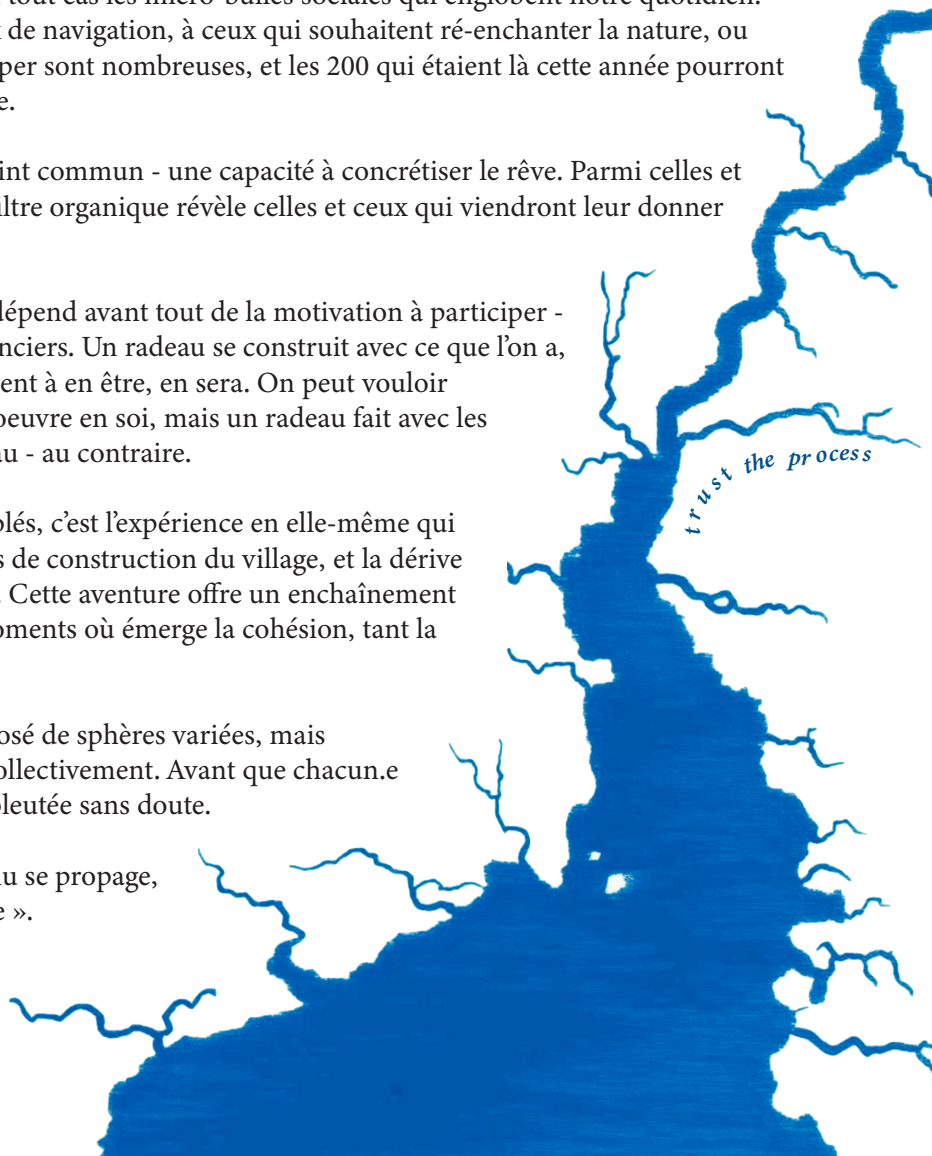 tout cas les micro-bulles sociales qui englobent notre quotidien.
de navigation, à ceux qui souhaitent ré-enchanter la nature, ou
per sont nombreuses, et les 200 qui étaient là cette année pourront
e.
int commun - une capacité à concrétiser le rêve. Parmi celles et
ltre organique révèle celles et ceux qui viendront leur donner
dépend avant tout de la motivation à participer -
nciers. Un radeau se construit avec ce que l’on a,
ent à en être, en sera. On peut vouloir
oeuvre en soi, mais un radeau fait avec les
au - au contraire.
trust the process
blés, c’est l’expérience en elle-même qui
s de construction du village, et la dérive
. Cette aventure offre un enchaînement
oments où émerge la cohésion, tant la
osé de sphères variées, mais
ollectivement. Avant que chacun.e
bleutée sans doute.
u se propage,
e ».